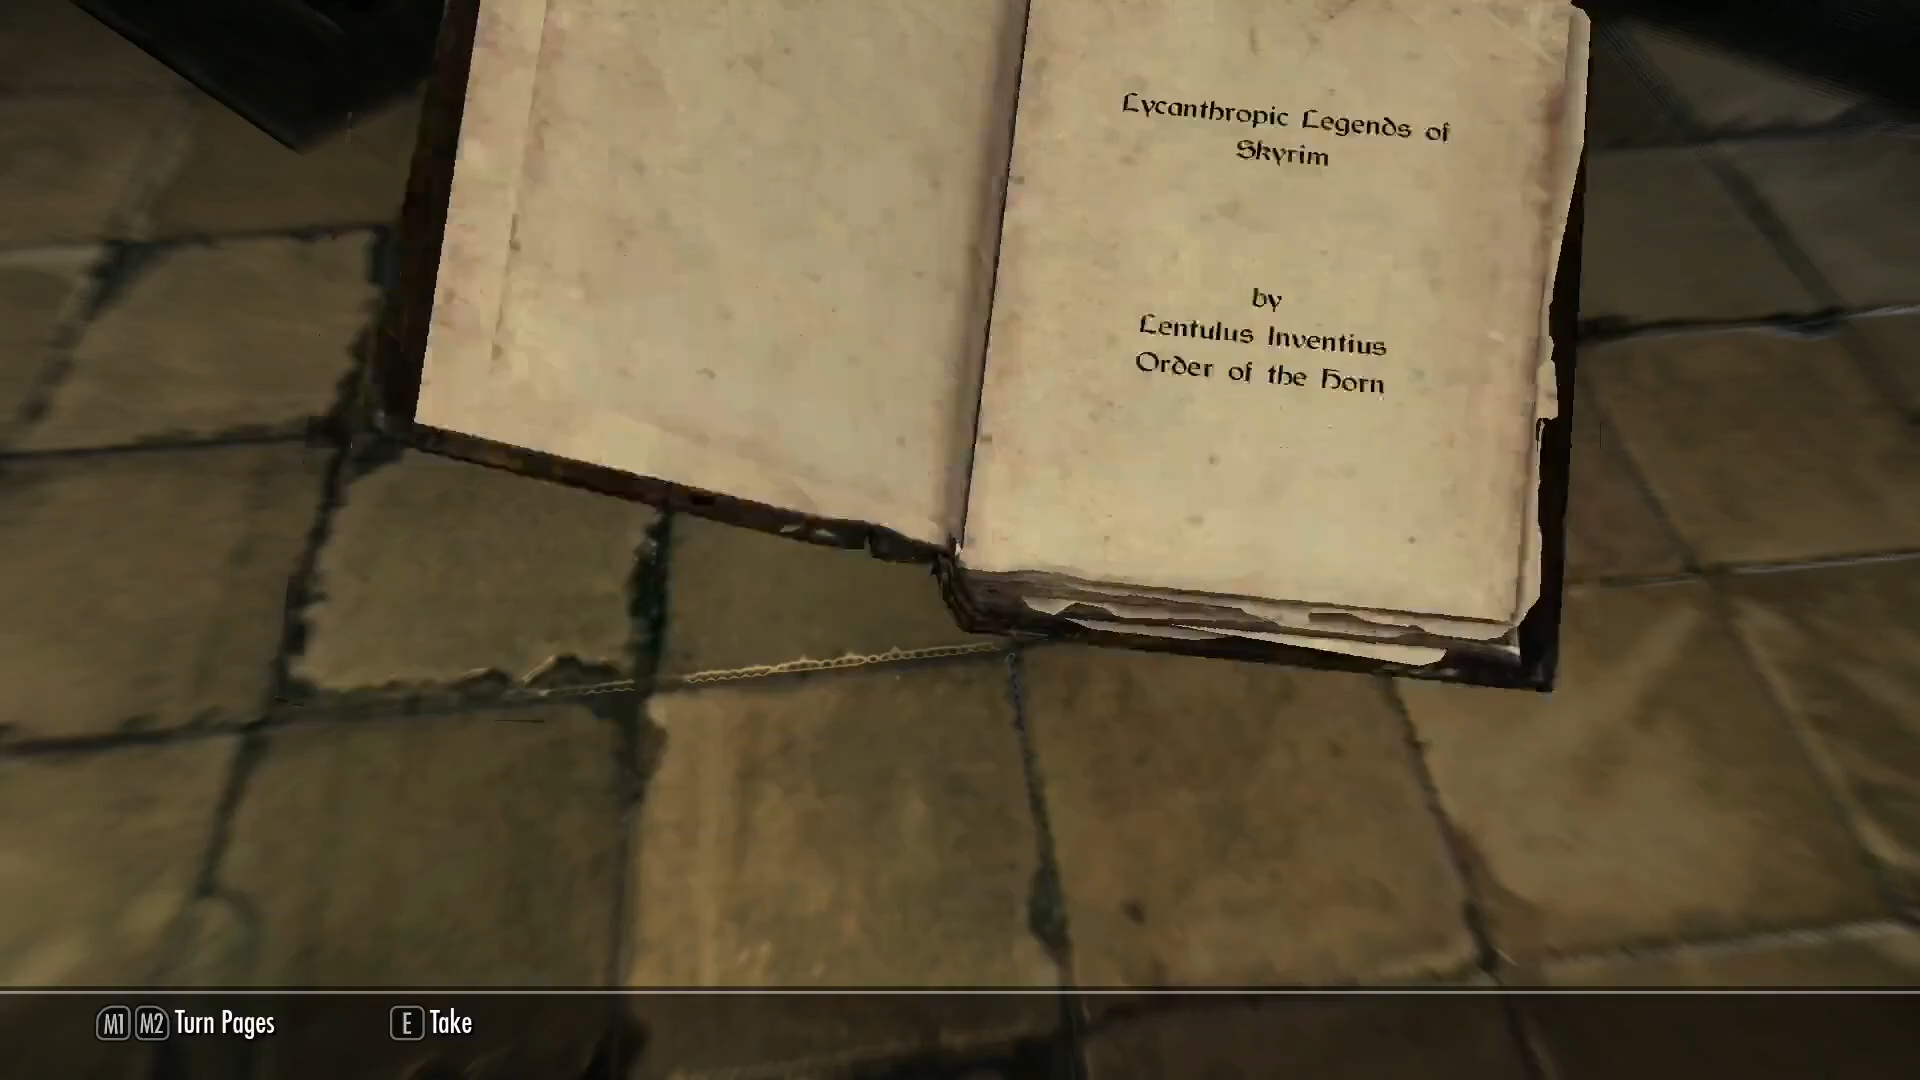 Lycanthropic Legends of
Skyrim
by
Lentulus Inventius
Order of the Horn
M1 M2 Turn Pages
E Take